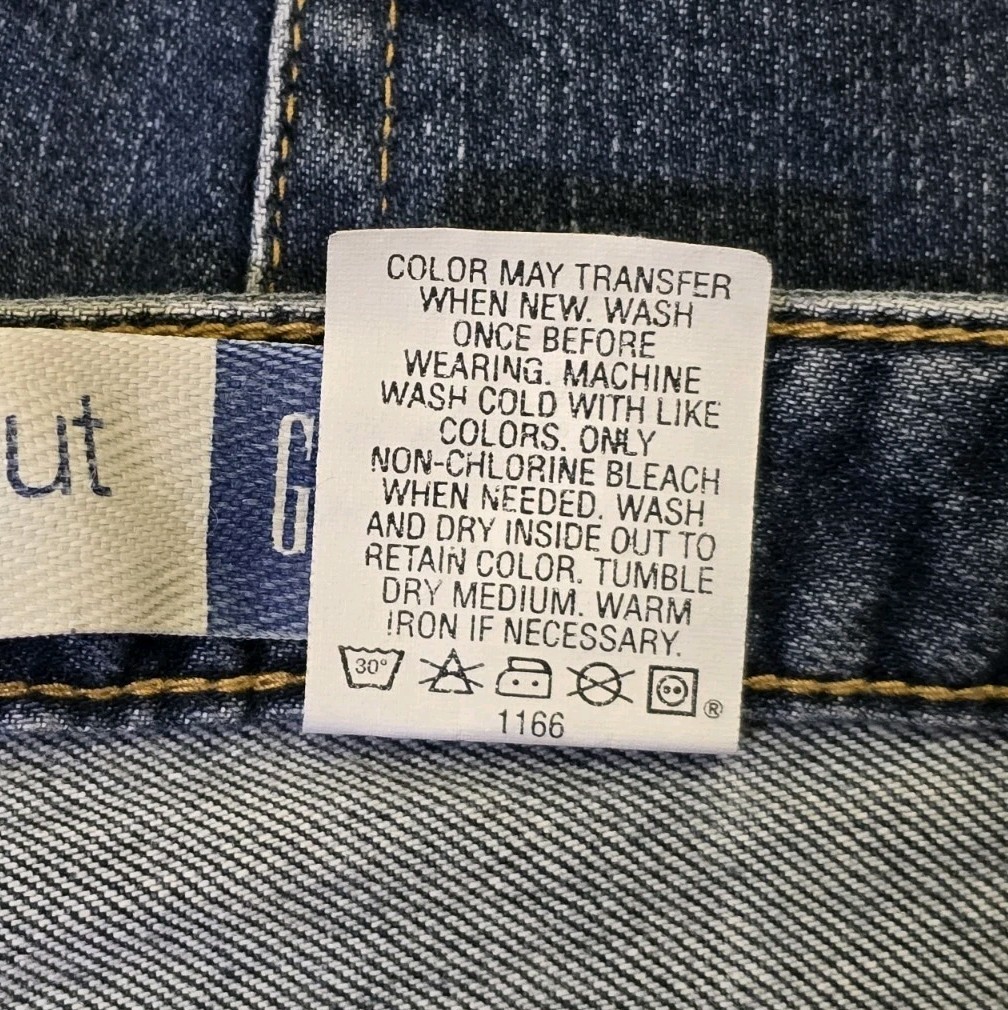 COLOR MAY TRANSFER
WHEN NEW. WASH
ONCE BEFORE
WEARING. MACHINE
WASH COLD WITH LIKE
COLORS. ONLY
NON-CHLORINE BLEACH
WHEN NEEDED. WASH
AND DRY INSIDE OUT TO
RETAIN COLOR. TUMBLE
DRY MEDIUM. WARM
IRON IF NECESSARY.
30°
®
1166
ut
G